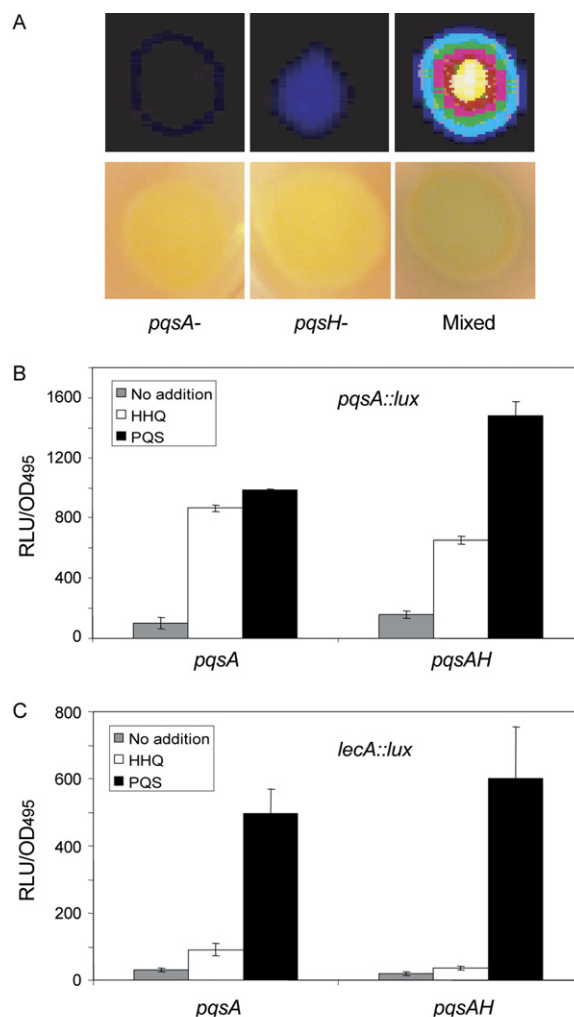 A
pqsA-
pqsH-
Mixed
B
pqsA::lux
No addition
HHQ
PQS
RLU/OD495
1600
1200
800
400
0
pqsA
pqsAH
C
lecA::lux
No addition
HHQ
PQS
RLU/OD495
800
600
400
200
0
pqsA
pqsAH